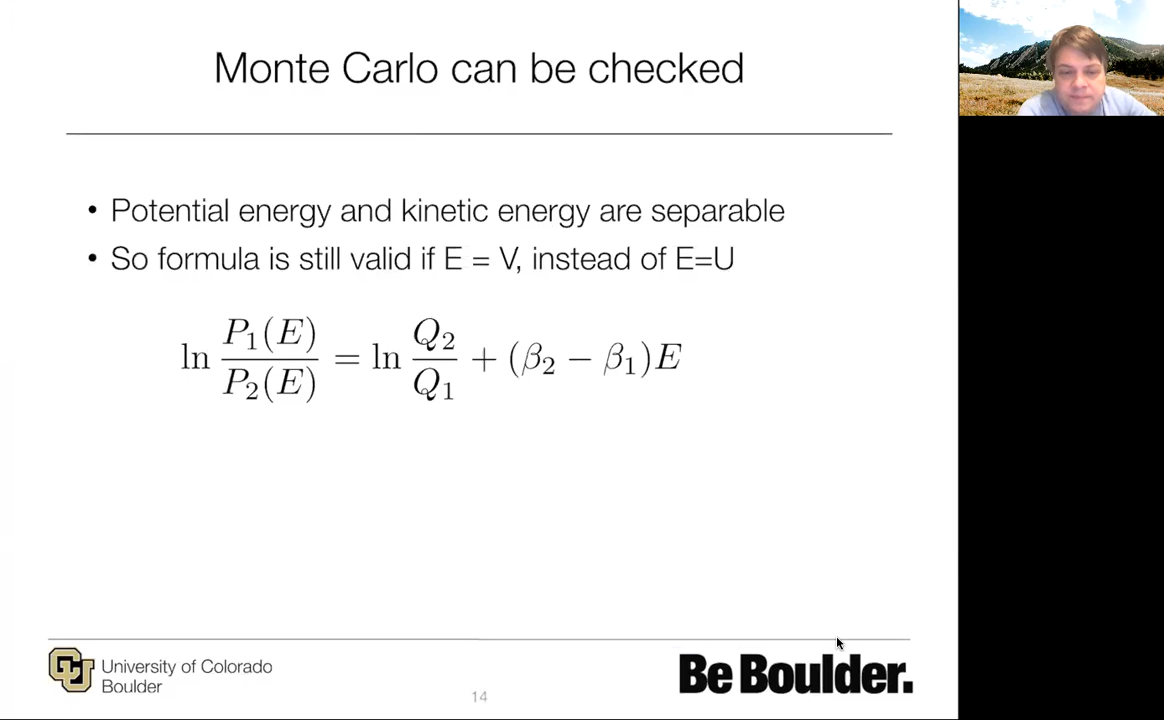 Monte Carlo can be checked
• Potential energy and kinetic energy are separable
• So formula is still valid if E = V, instead of E=U
ln P₁(E)/P₂(E) = ln Q₂/Q₁ + (β₂ − β₁)E
CU
University of Colorado
Boulder
14
Be Boulder.